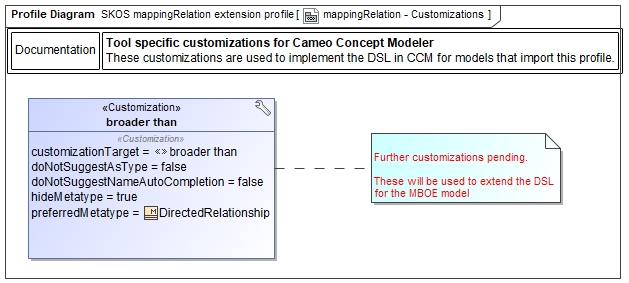 Profile Diagram SKOS mappingRelation extension profile [ mappingRelation - Customizations ]
Documentation
Tool specific customizations for Cameo Concept Modeler
These customizations are used to implement the DSL in CCM for models that import this profile.
«Customization»
broader than
«Customization»
customizationTarget = «» broader than
doNotSuggestAsType = false
doNotSuggestNameAutoCompletion = false
hideMetatype = true
preferredMetatype = M DirectedRelationship
Further customizations pending.
These will be used to extend the DSL
for the MBOE model